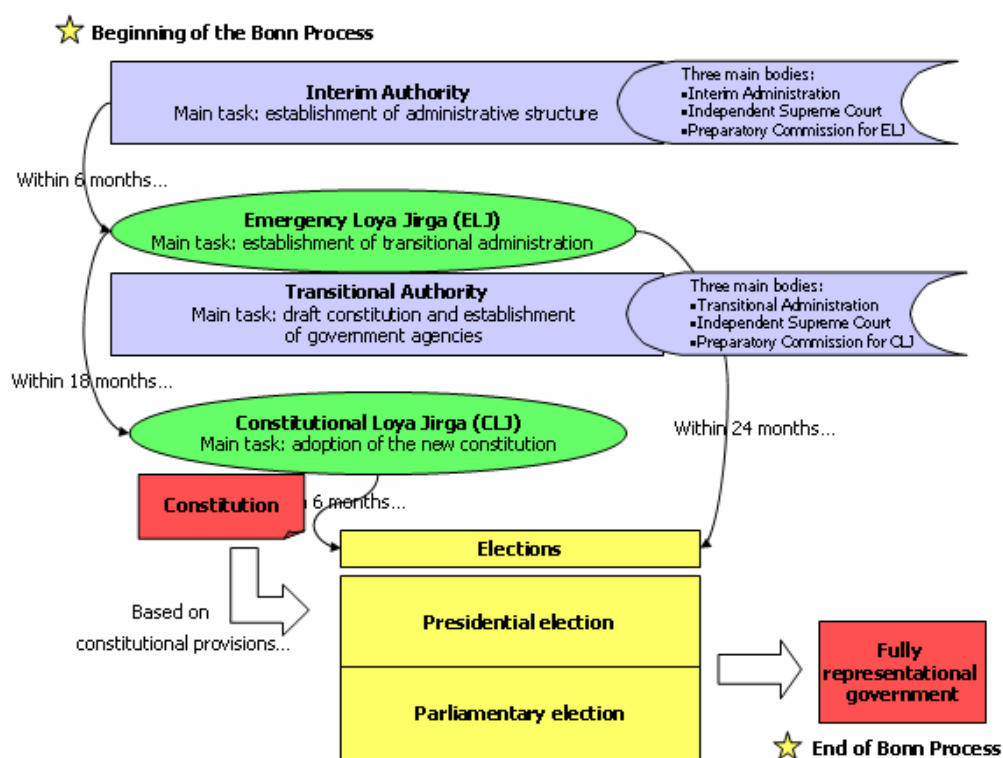 Beginning of the Bonn Process
Interim Authority
Main task: establishment of administrative structure
Three main bodies:
▪Interim Administration
▪Independent Supreme Court
▪Preparatory Commission for ELJ
Within 6 months...
Emergency Loya Jirga (ELJ)
Main task: establishment of transitional administration
Transitional Authority
Main task: draft constitution and establishment
of government agencies
Three main bodies:
▪Transitional Administration
▪Independent Supreme Court
▪Preparatory Commission for CLJ
Within 18 months...
Constitutional Loya Jirga (CLJ)
Main task: adoption of the new constitution
Within 24 months...
Constitution
6 months...
Elections
Based on
constitutional provisions...
Presidential election
Parliamentary election
Fully
representational
government
End of Bonn Process